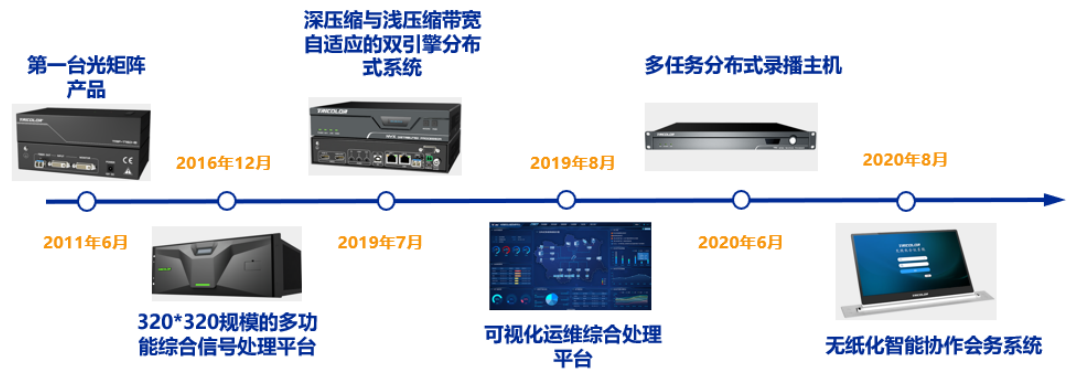 深压缩与浅压缩带宽
自适应的双引擎分布
式系统
第一台光矩阵
产品
多任务分布式录播主机
TRICOLOR
2016年12月
2019年8月
2020年8月
2011年6月
2019年7月
2020年6月
320*320规模的多功
能综合信号处理平台
可视化运维综合处理
平台
无纸化智能协作会务系统